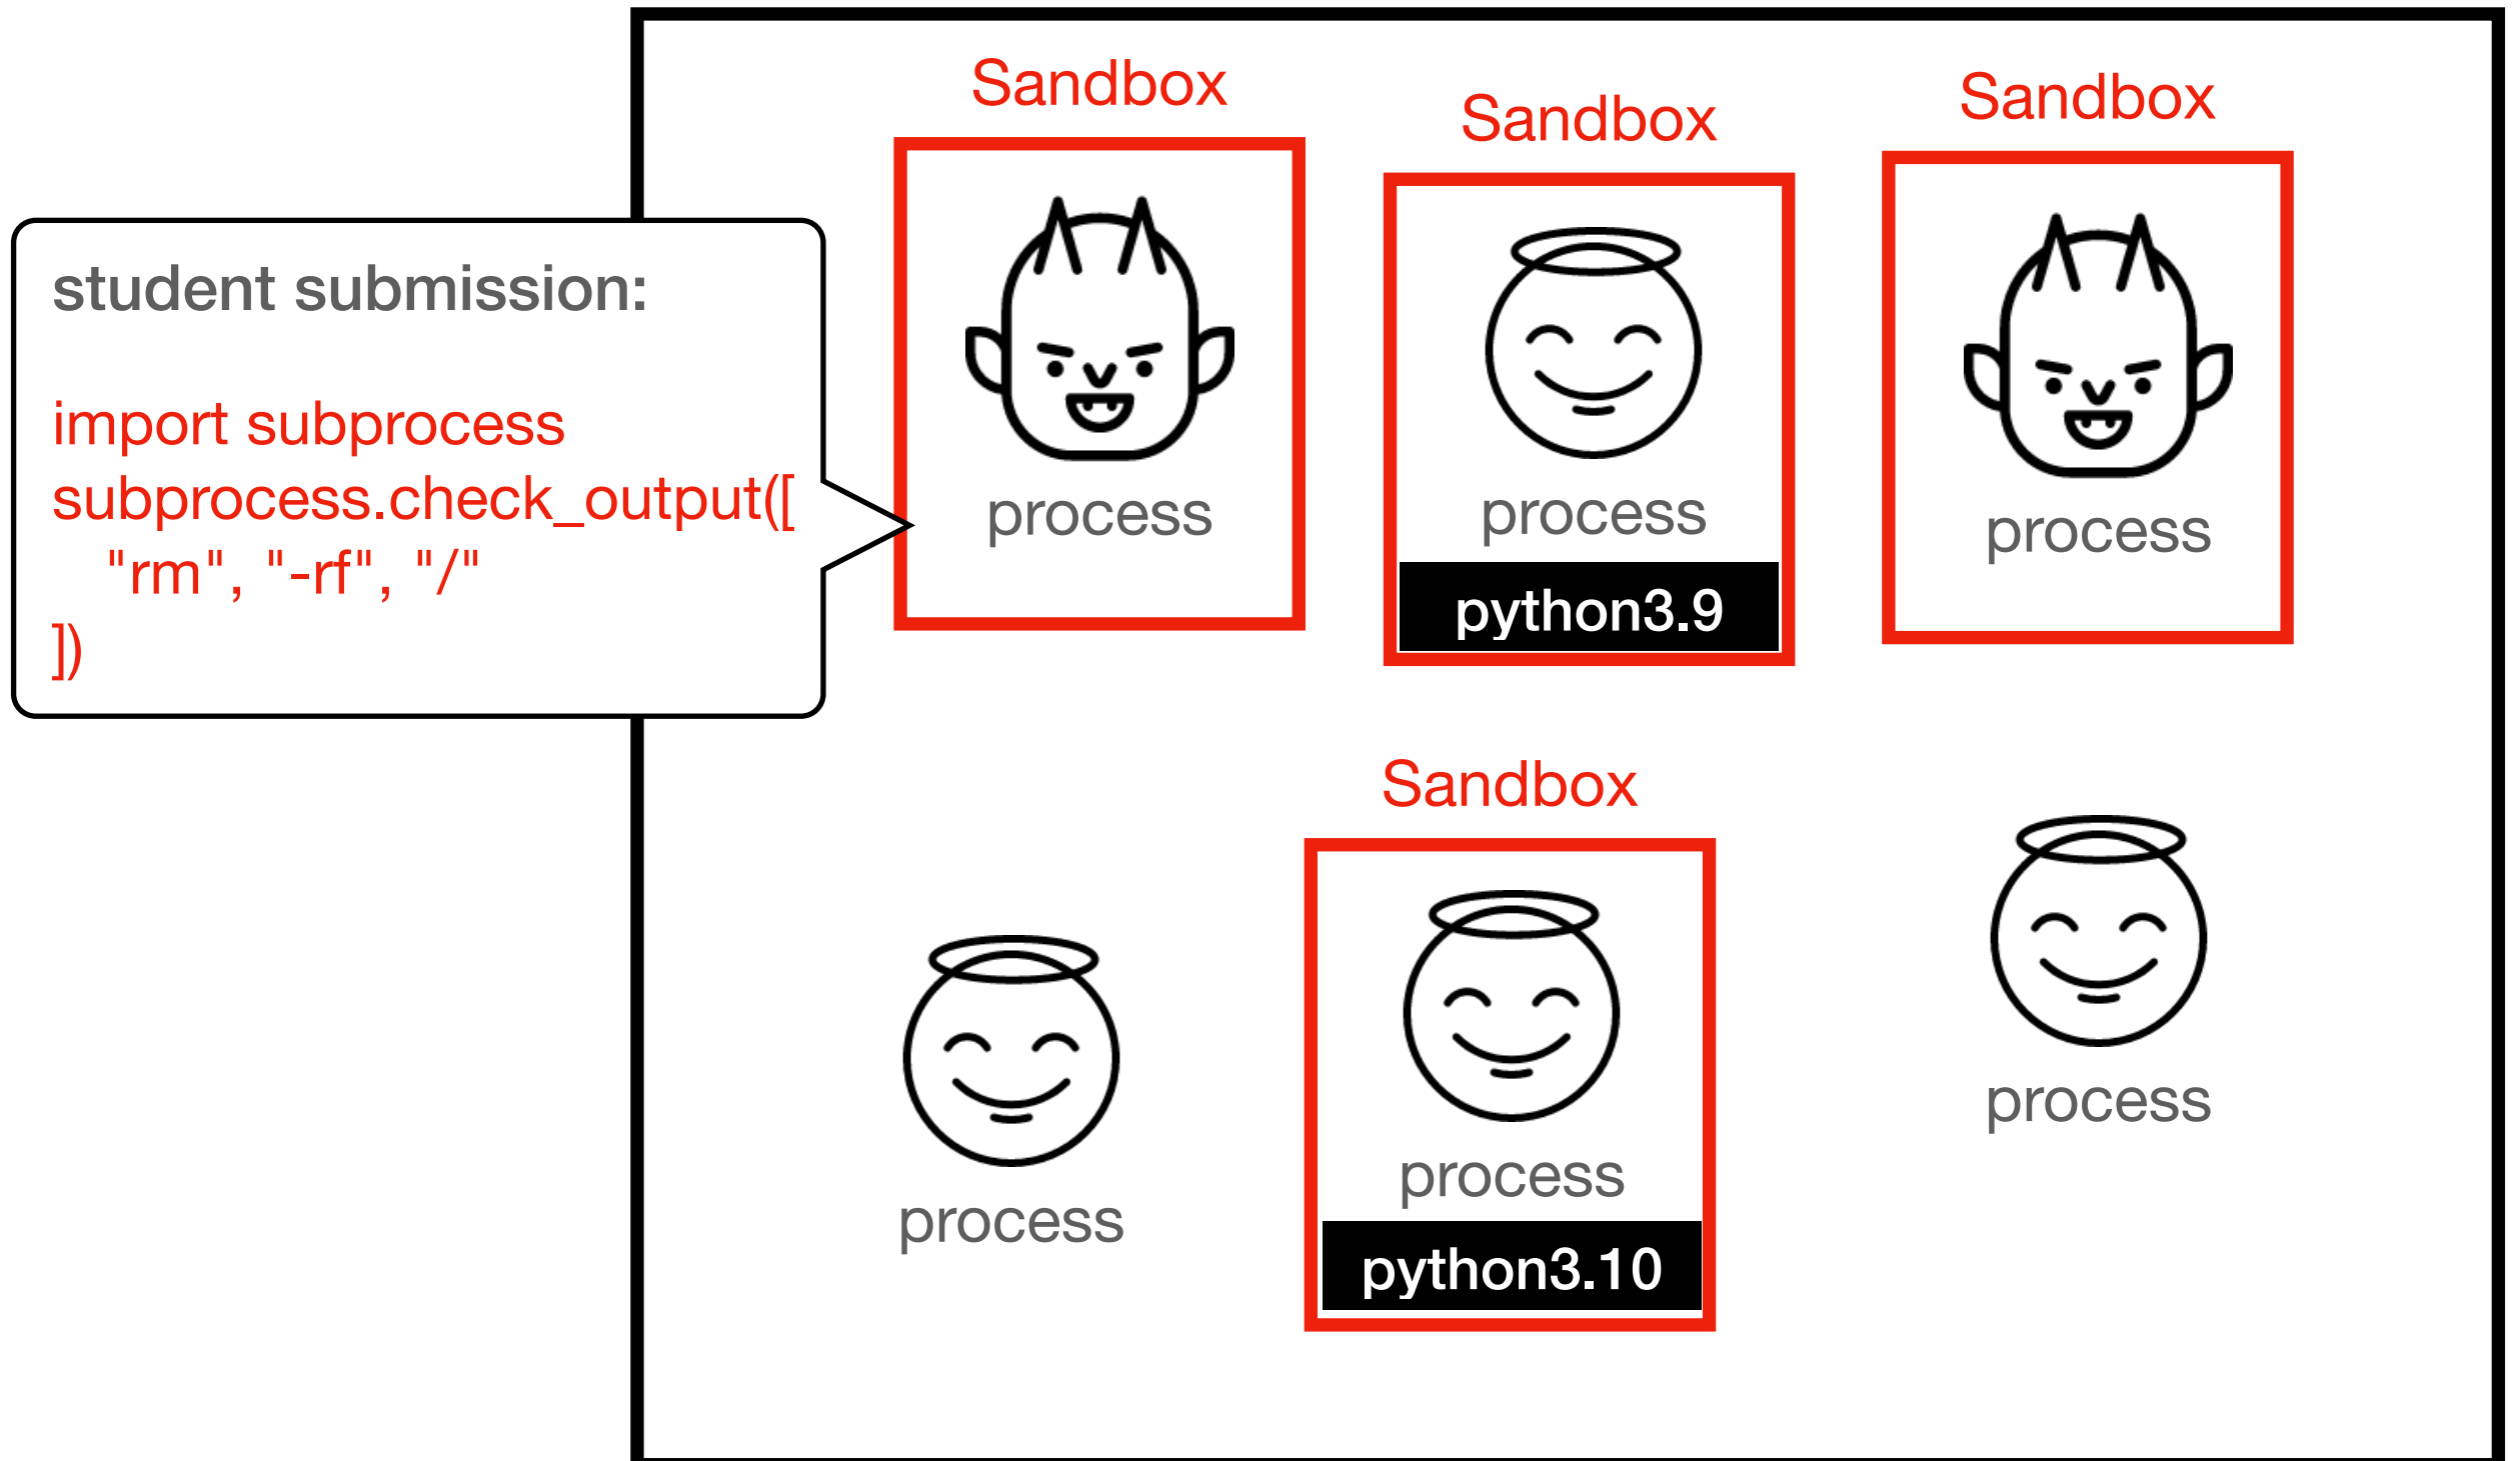 Sandbox
Sandbox
Sandbox
student submission:
import subprocess
subprocess.check_output([
"rm", "-rf", "/"
])
process
process
process
python3.9
Sandbox
process
process
process
python3.10